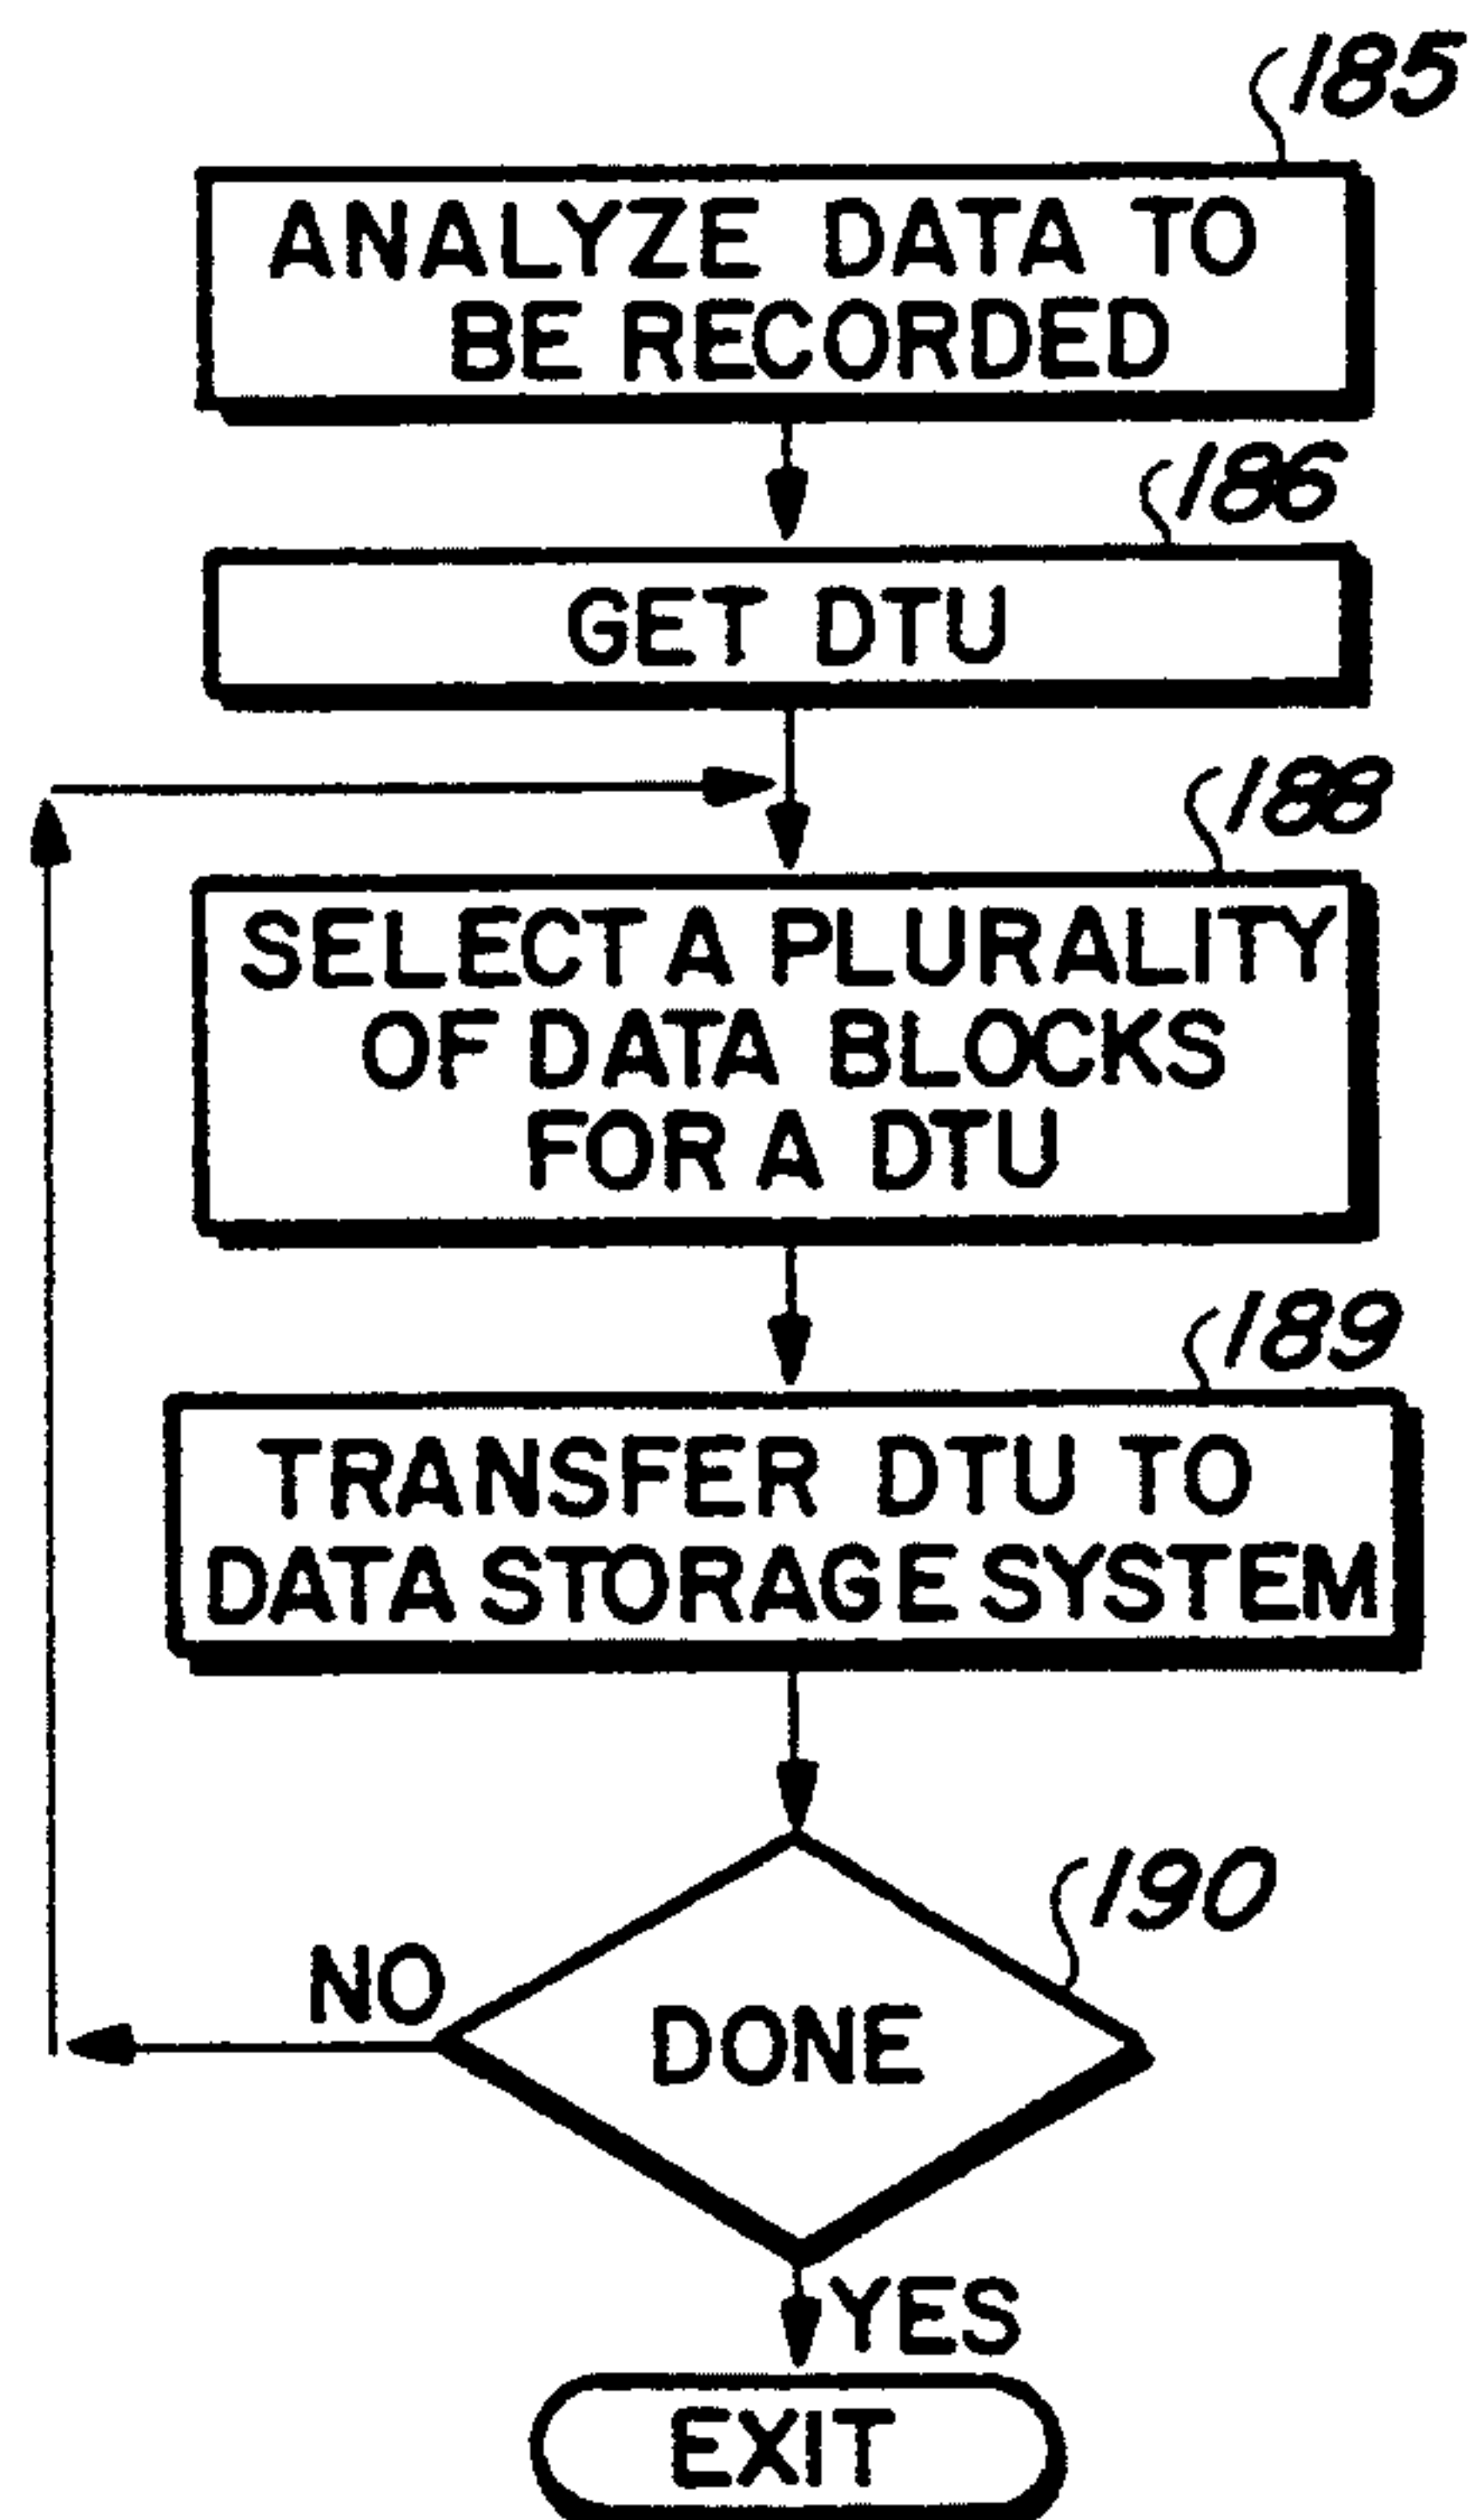 185
ANALYZE DATA TO
BE RECORDED
186
GET DTU
188
SELECT A PLURALITY
OF DATA BLOCKS
FOR A DTU
189
TRANSFER DTU TO
DATA STORAGE SYSTEM
190
NO
DONE
YES
EXIT